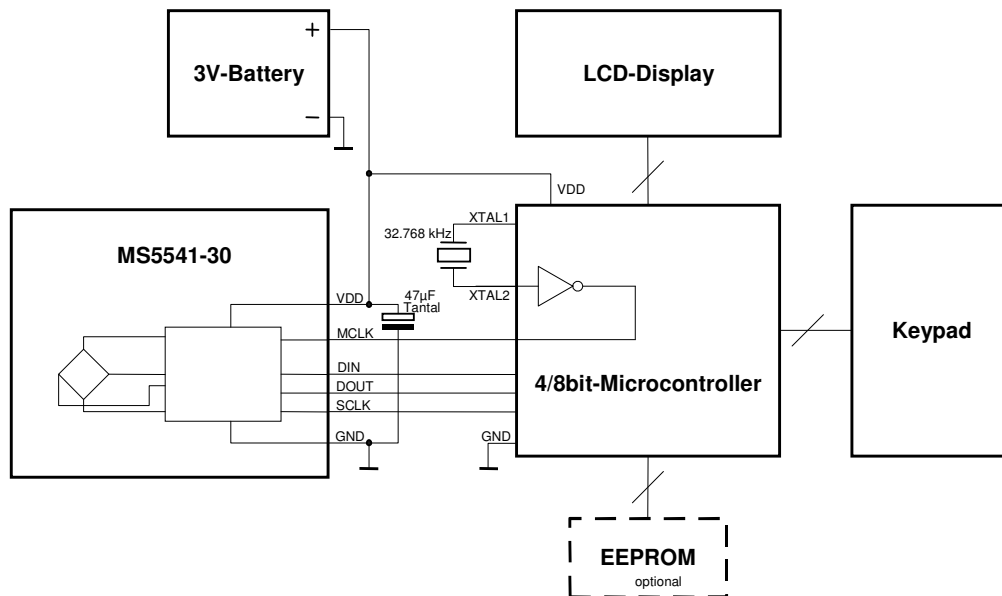 +
3V-Battery
−
LCD-Display
VDD
MS5541-30
XTAL1
32.768 kHz
XTAL2
VDD
47µF
Tantal
MCLK
DIN
DOUT
SCLK
GND
GND
4/8bit-Microcontroller
Keypad
EEPROM
optional